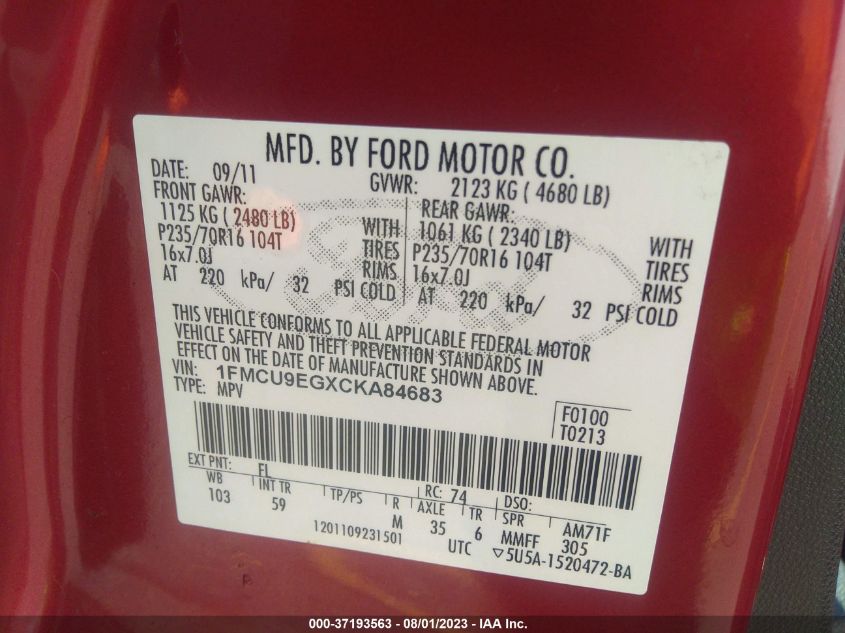 MFD. BY FORD MOTOR CO.
DATE: 09/11 GVWR: 2123 KG ( 4680 LB)
FRONT GAWR: REAR GAWR:
1125 KG ( 2480 LB) WITH 1061 KG ( 2340 LB) WITH
P235/70R16 104T TIRES P235/70R16 104T TIRES
16x7.0J RIMS 16x7.0J RIMS
AT 220 kPa/ 32 PSI COLD AT 220 kPa/ 32 PSI COLD
Ford
THIS VEHICLE CONFORMS TO ALL APPLICABLE FEDERAL MOTOR
VEHICLE SAFETY AND THEFT PREVENTION STANDARDS IN
EFFECT ON THE DATE OF MANUFACTURE SHOWN ABOVE.
VIN: 1FMCU9EGXCKA84683
TYPE: MPV
F0100
T0213
EXT PNT: FL RC: 74 DSO:
WB INT TR TP/PS R AXLE TR SPR AM71F
103 59 M 35 6 MMFF 305
1201109231501 UTC ▽5U5A-1520472-BA
000-37193563 - 08/01/2023 - IAA Inc.